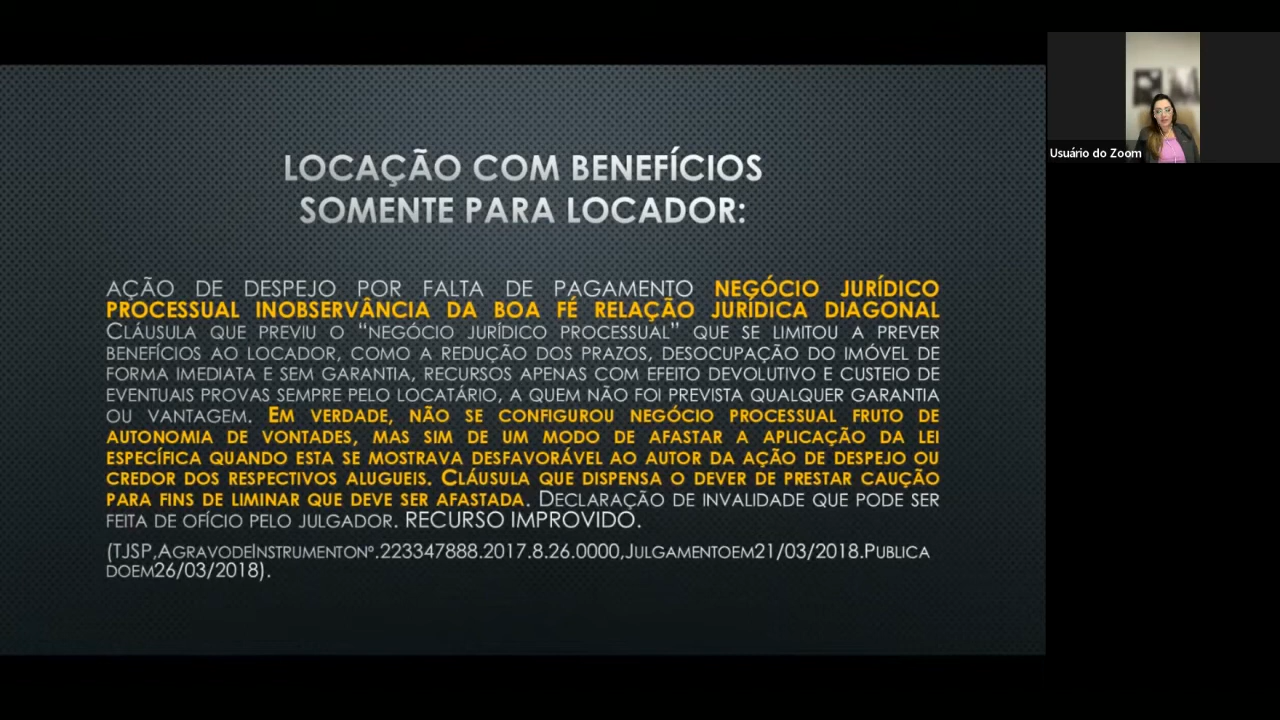 LOCAÇÃO COM BENEFÍCIOS
SOMENTE PARA LOCADOR:
AÇÃO DE DESPEJO POR FALTA DE PAGAMENTO NEGÓCIO JURÍDICO
PROCESSUAL INOBSERVÂNCIA DA BOA FÉ RELAÇÃO JURÍDICA DIAGONAL
CLÁUSULA QUE PREVIU O “NEGÓCIO JURÍDICO PROCESSUAL” QUE SE LIMITOU A PREVER
BENEFÍCIOS AO LOCADOR, COMO A REDUÇÃO DOS PRAZOS, DESOCUPAÇÃO DO IMÓVEL DE
FORMA IMEDIATA E SEM GARANTIA, RECURSOS APENAS COM EFEITO DEVOLUTIVO E CUSTEIO DE
EVENTUAIS PROVAS SEMPRE PELO LOCATÁRIO, A QUEM NÃO FOI PREVISTA QUALQUER GARANTIA
OU VANTAGEM. EM VERDADE, NÃO SE CONFIGUROU NEGÓCIO PROCESSUAL FRUTO DE
AUTONOMIA DE VONTADES, MAS SIM DE UM MODO DE AFASTAR A APLICAÇÃO DA LEI
ESPECÍFICA QUANDO ESTA SE MOSTRAVA DESFAVORÁVEL AO AUTOR DA AÇÃO DE DESPEJO OU
CREDOR DOS RESPECTIVOS ALUGUEIS. CLÁUSULA QUE DISPENSA O DEVER DE PRESTAR CAUÇÃO
PARA FINS DE LIMINAR QUE DEVE SER AFASTADA. DECLARAÇÃO DE INVALIDADE QUE PODE SER
FEITA DE OFÍCIO PELO JULGADOR. RECURSO IMPROVIDO.
(TJSP,AGRAVODEINSTRUMENTONº.223347888.2017.8.26.0000,JULGAMENTOEM21/03/2018.PUBLICA
DOEM26/03/2018).
Usuário do Zoom